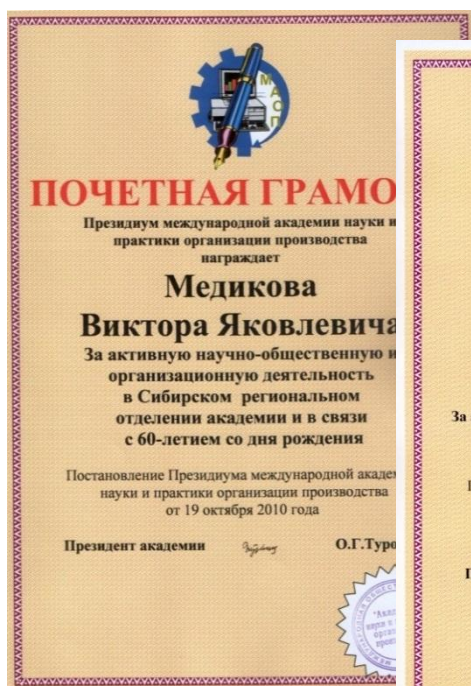 МАОП
ПОЧЕТНАЯ ГРАМО
Президиум международной академии науки и
практики организации производства
награждает
Медикова
Виктора Яковлевича
За активную научно-общественную и
организационную деятельность
в Сибирском региональном
отделении академии и в связи
с 60-летием со дня рождения
Постановление Президиума международной акаде
науки и практики организации производства
от 19 октября 2010 года
Президент академии О.Г.Туро
За